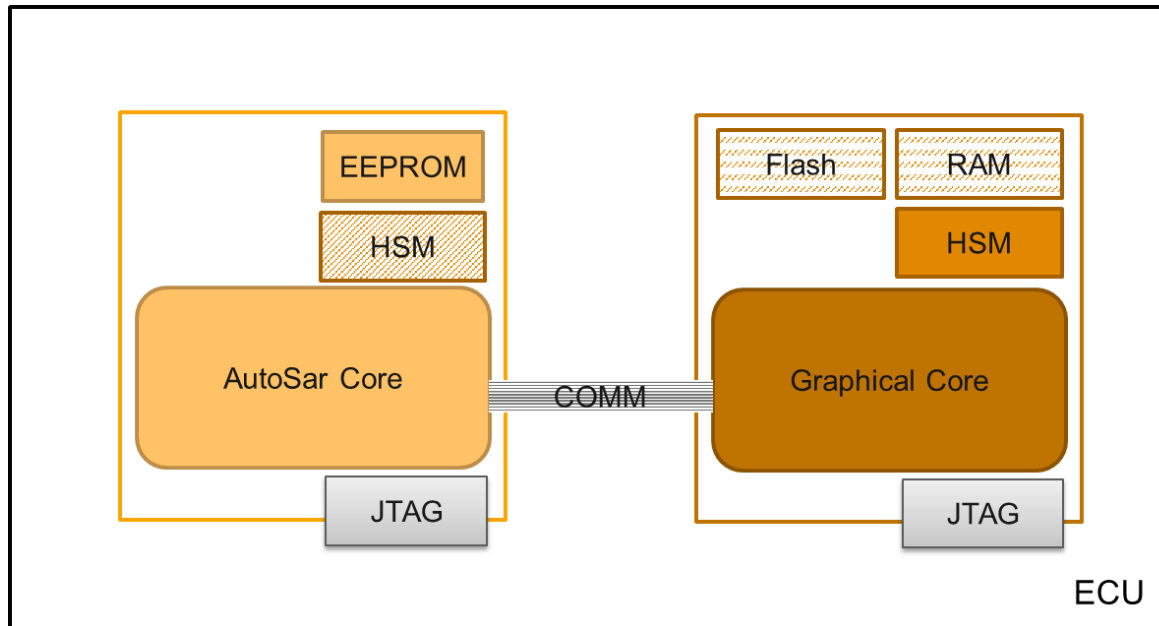 EEPROM
HSM
AutoSar Core
JTAG
COMM
Flash
RAM
HSM
Graphical Core
JTAG
ECU